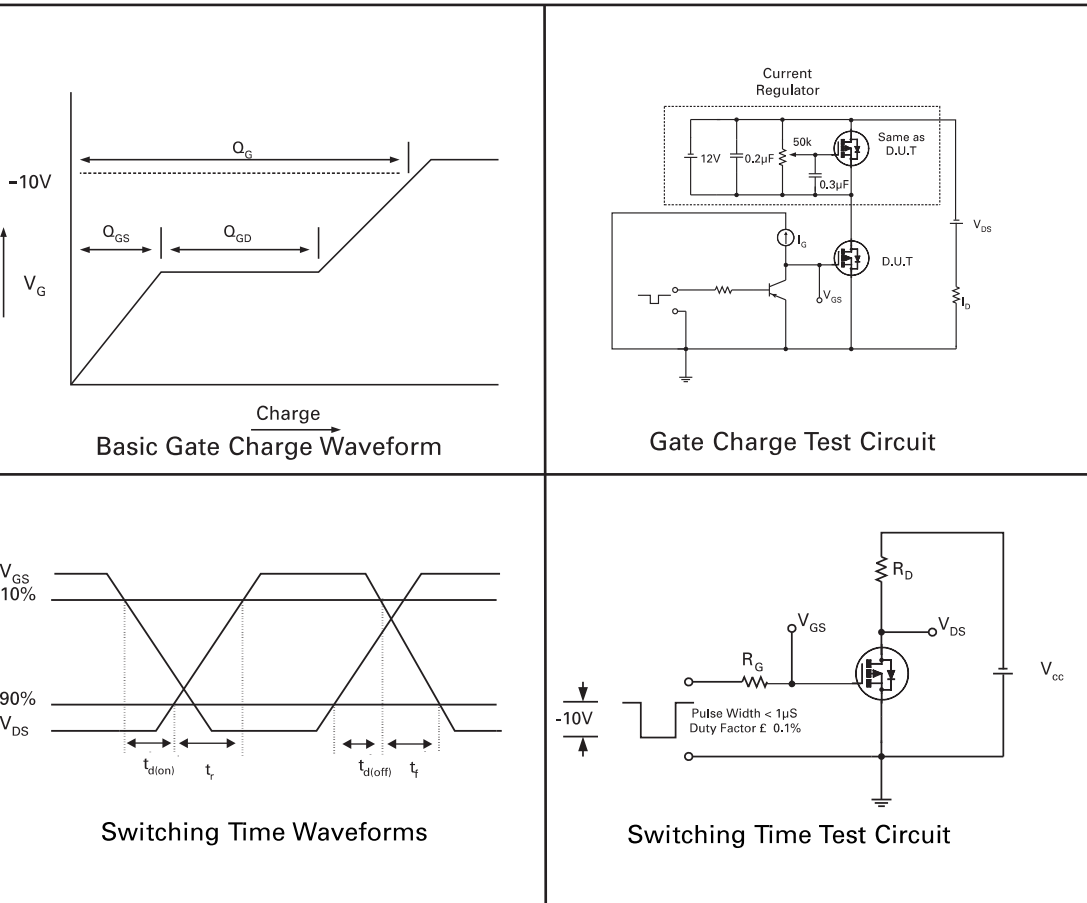 Q_G
-10V
Q_GS
Q_GD
V_G
Charge
Basic Gate Charge Waveform
Current
Regulator
12V
0.2µF
50k
0.3µF
Same as
D.U.T
I_G
V_DS
D.U.T
V_GS
I_D
Gate Charge Test Circuit
V_GS
10%
90%
V_DS
t_d(on)
t_r
t_d(off)
t_f
Switching Time Waveforms
R_D
V_GS
V_DS
R_G
V_cc
-10V
Pulse Width < 1µS
Duty Factor £ 0.1%
Switching Time Test Circuit